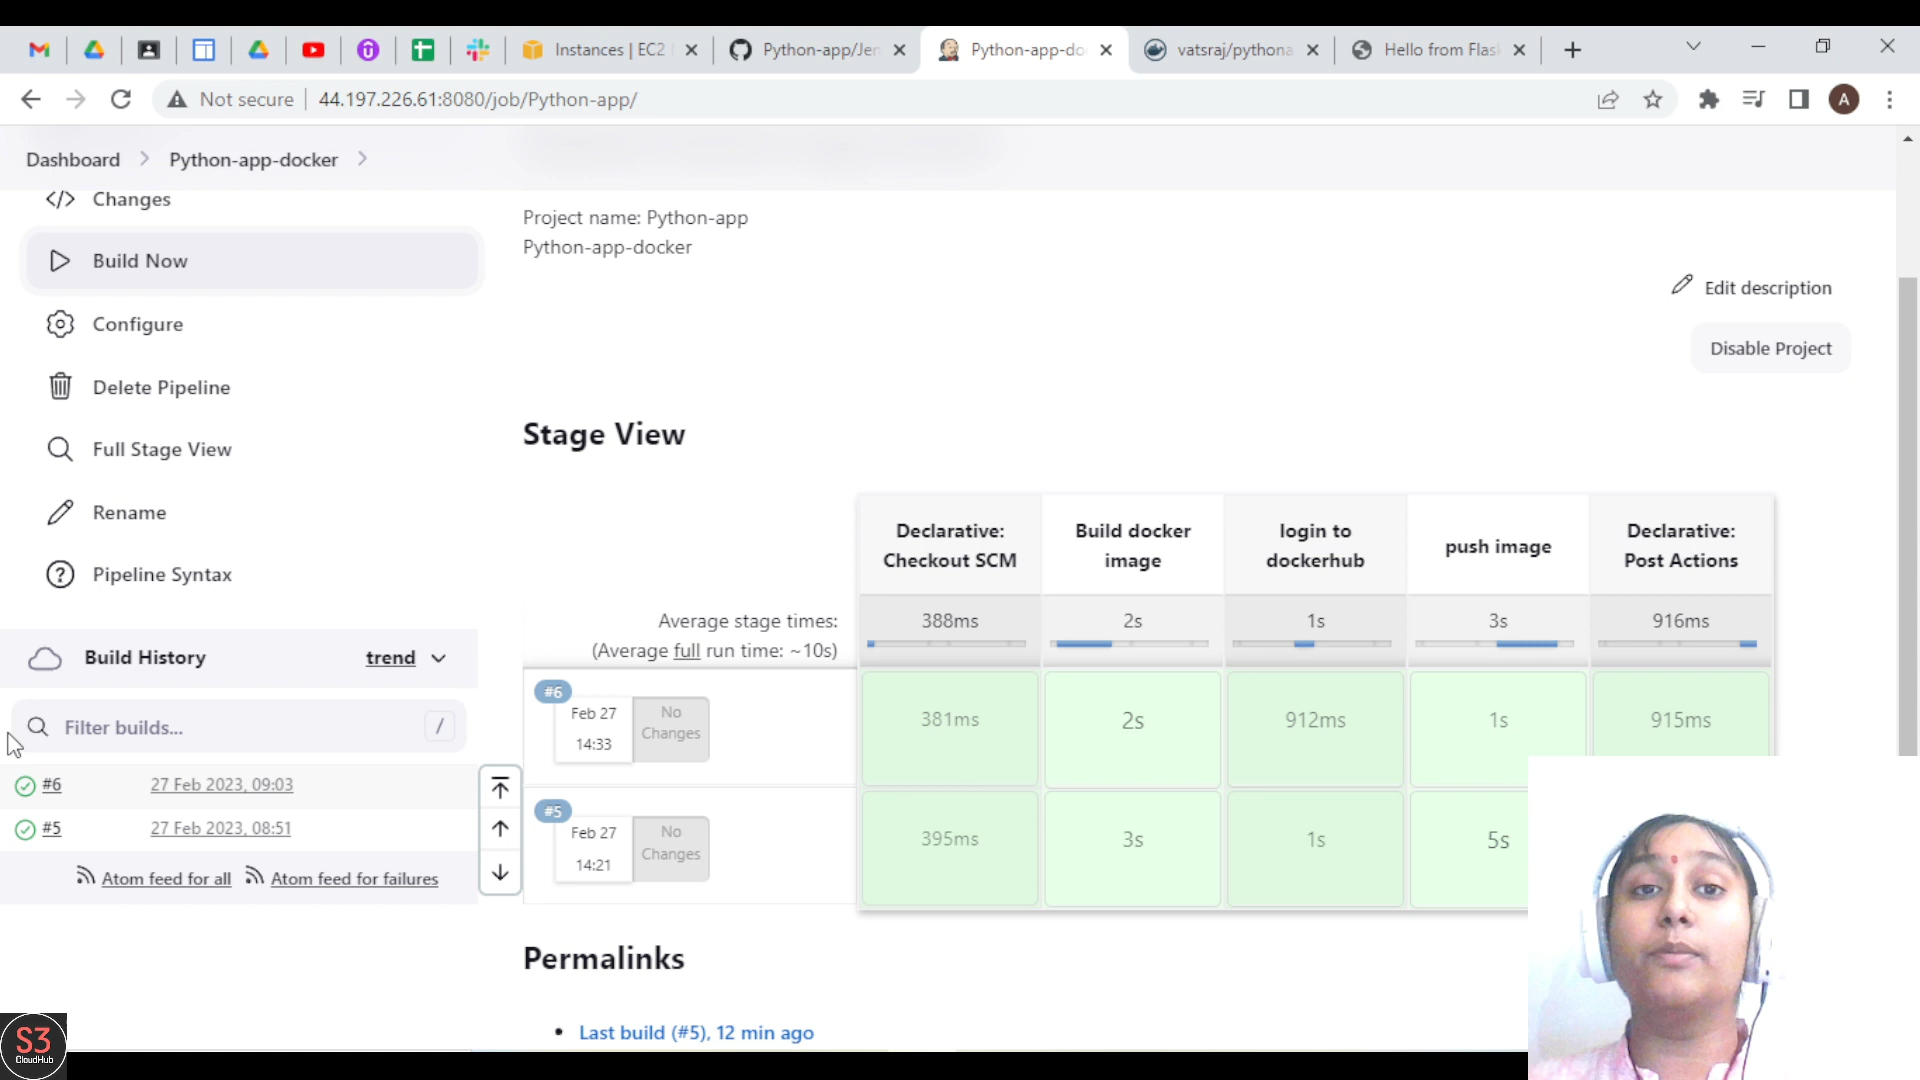 Instances | EC2
Python-app/Jen
Python-app-do
vatsraj/pythona
Hello from Flask
Not secure
44.197.226.61:8080/job/Python-app/
A
Dashboard
Python-app-docker
Changes
Build Now
Configure
Delete Pipeline
Full Stage View
Rename
Pipeline Syntax
Build History
trend
Filter builds...
/
#6
27 Feb 2023, 09:03
#5
27 Feb 2023, 08:51
Atom feed for all
Atom feed for failures
Project name: Python-app
Python-app-docker
Edit description
Disable Project
Stage View
Declarative:
Checkout SCM
Build docker
image
login to
dockerhub
push image
Declarative:
Post Actions
Average stage times:
(Average full run time: ~10s)
388ms
2s
1s
3s
916ms
#6
Feb 27
14:33
No
Changes
381ms
2s
912ms
1s
915ms
#5
Feb 27
14:21
No
Changes
395ms
3s
1s
5s
Permalinks
Last build (#5), 12 min ago
S3
CloudHub